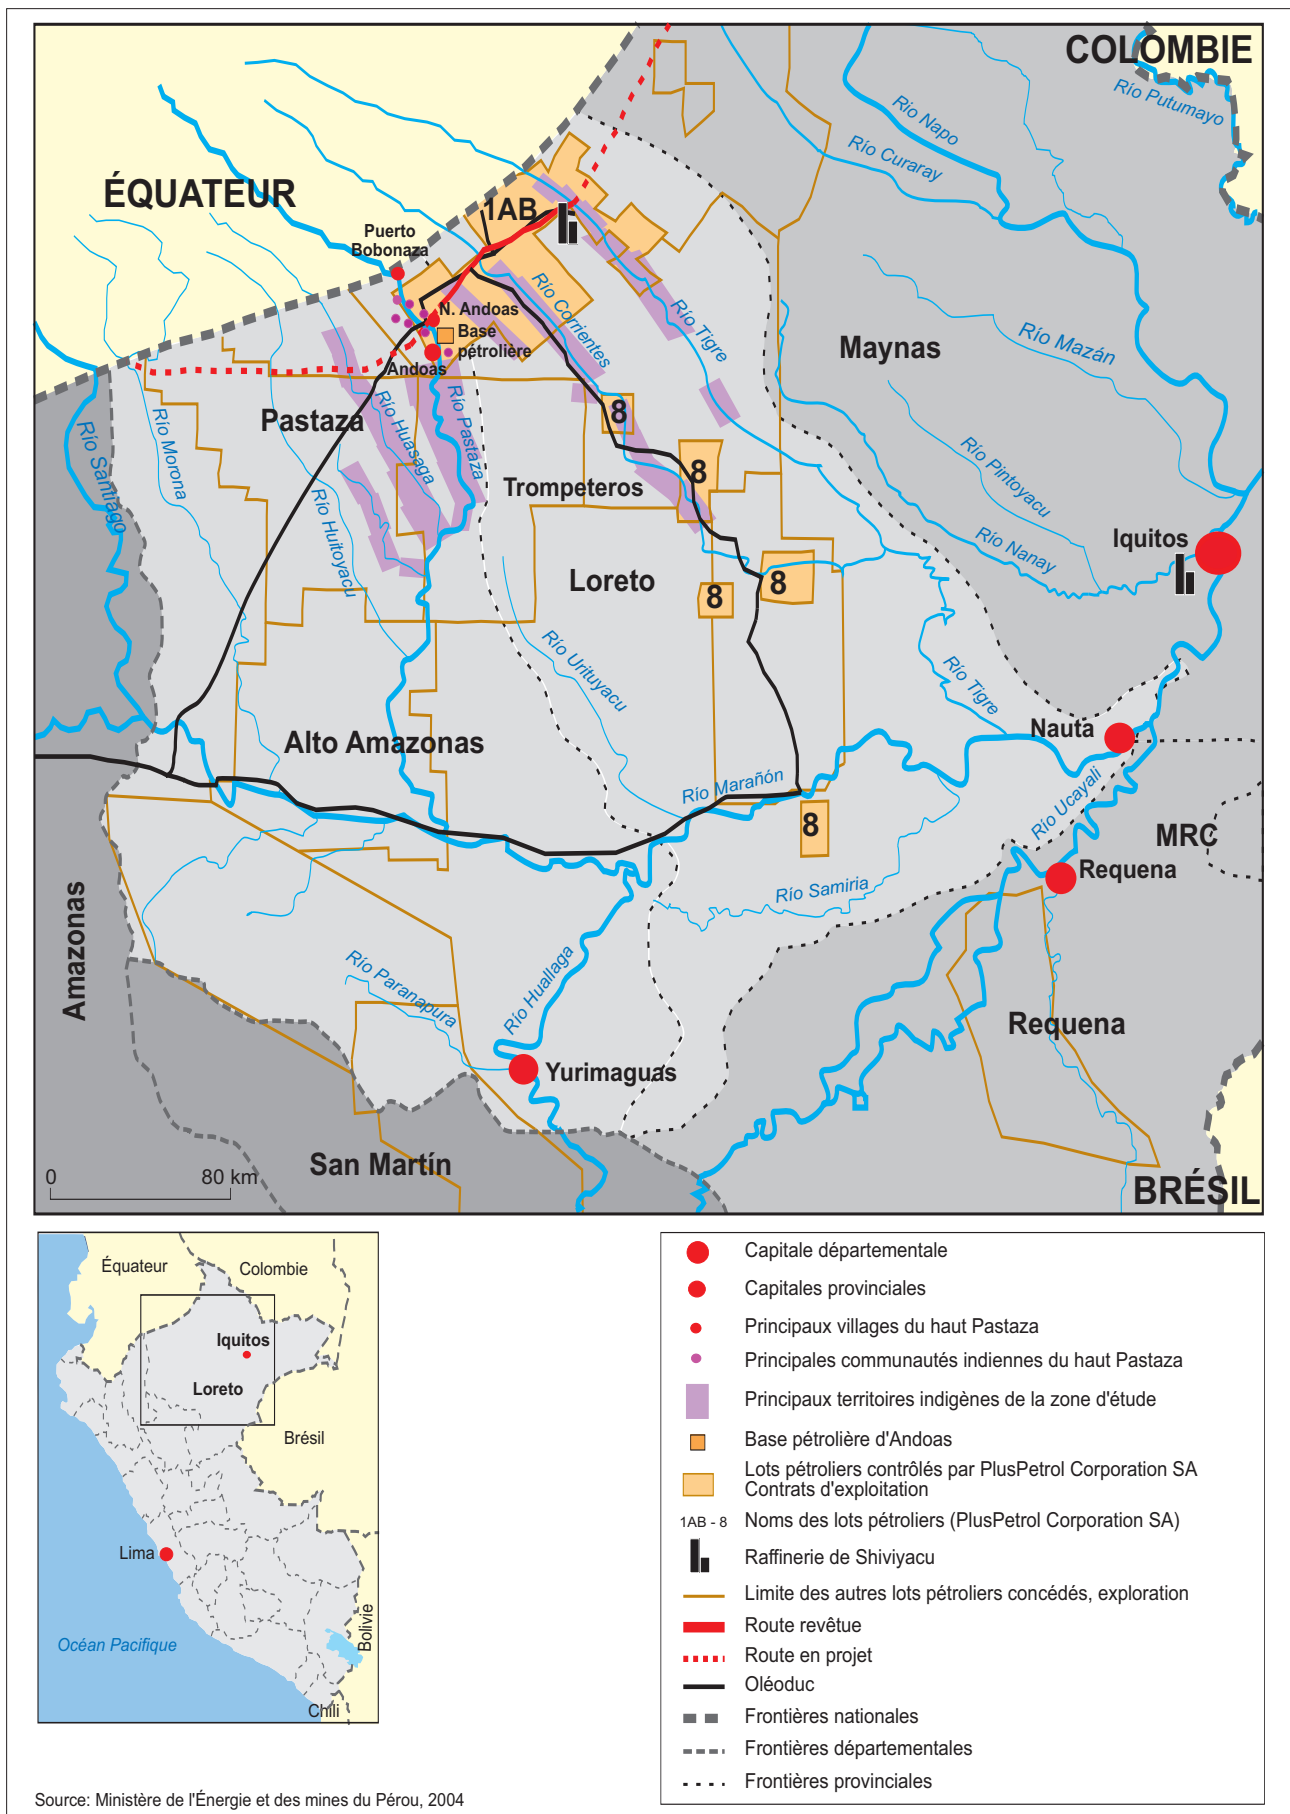 COLOMBIE
Río Putumayo
Rio Napo
Río Curaray
ÉQUATEUR
1AB
Puerto
Bobonaza
N. Andoas
Base
pétrolière
Andoas
Río Corrientes
Río Tigre
Maynas
Río Mazán
Pastaza
Río Morona
Río Santiago
Río Huasaga
Río Pastaza
Río Huitoyacu
8
8
Trompeteros
Río Pintoyacu
Río Nanay
Iquitos
Loreto
8
8
Río Urituyacu
Río Tigre
Nauta
Alto Amazonas
Río Marañón
Río Ucayali
8
MRC
Requena
Río Samiria
Amazonas
Río Paranapura
Río Huallaga
Requena
Yurimaguas
San Martín
0
80 km
BRÉSIL
Équateur
Colombie
Iquitos
Loreto
Brésil
Lima
Océan Pacifique
Bolivie
Chili
Capitale départementale
Capitales provinciales
Principaux villages du haut Pastaza
Principales communautés indiennes du haut Pastaza
Principaux territoires indigènes de la zone d'étude
Base pétrolière d'Andoas
Lots pétroliers contrôlés par PlusPetrol Corporation SA
Contrats d'exploitation
1AB - 8 Noms des lots pétroliers (PlusPetrol Corporation SA)
Raffinerie de Shiviyacu
Limite des autres lots pétroliers concédés, exploration
Route revêtue
Route en projet
Oléoduc
Frontières nationales
Frontières départementales
Frontières provinciales
Source: Ministère de l'Énergie et des mines du Pérou, 2004